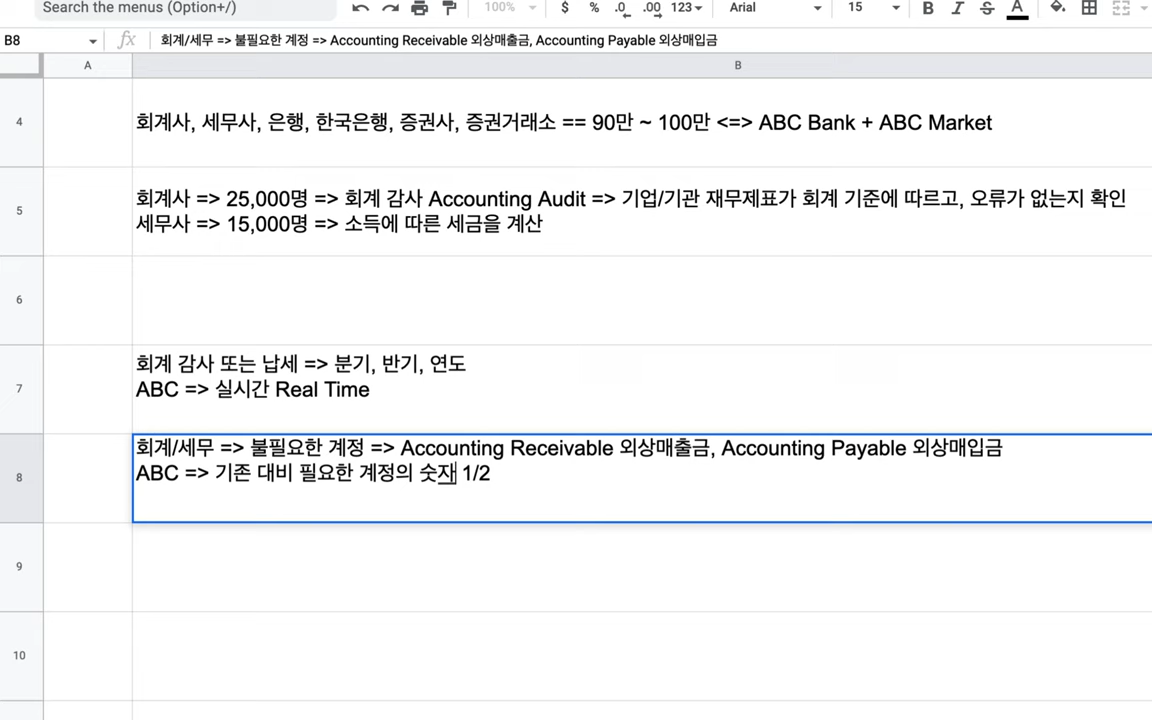 Search the menus (Option+/)
100% $ % .0 .00 123 Arial 15 B I S A
B8 fx 회계/세무 => 불필요한 계정 => Accounting Receivable 외상매출금, Accounting Payable 외상매입금
A B
4 회계사, 세무사, 은행, 한국은행, 증권사, 증권거래소 == 90만 ~ 100만 <=> ABC Bank + ABC Market
5 회계사 => 25,000명 => 회계 감사 Accounting Audit => 기업/기관 재무제표가 회계 기준에 따르고, 오류가 없는지 확인
세무사 => 15,000명 => 소득에 따른 세금을 계산
6
7 회계 감사 또는 납세 => 분기, 반기, 연도
ABC => 실시간 Real Time
8 회계/세무 => 불필요한 계정 => Accounting Receivable 외상매출금, Accounting Payable 외상매입금
ABC => 기존 대비 필요한 계정의 숫자 1/2
9
10